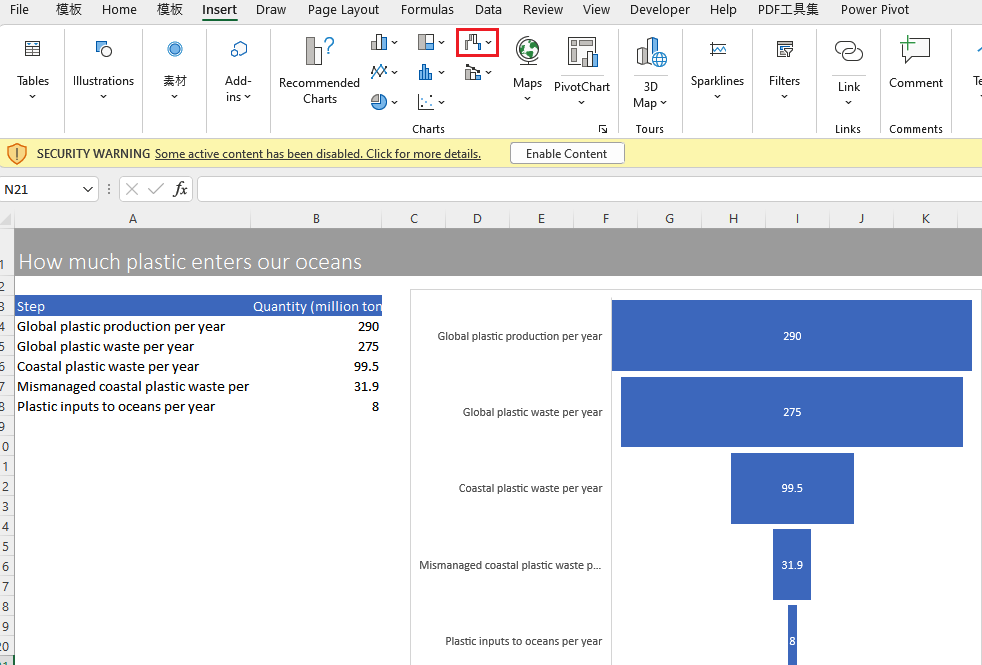 File 模板 Home 模板 Insert Draw Page Layout Formulas Data Review View Developer Help PDF工具集 Power Pivot
Tables
Illustrations
素材
Add-
ins
Recommended
Charts
Maps
PivotChart
3D
Map
Sparklines
Filters
Link
Comment
Charts
Tours
Links
Comments
SECURITY WARNING Some active content has been disabled. Click for more details. Enable Content
N21 fx
A B C D E F G H I J K
1 How much plastic enters our oceans
2
3 Step Quantity (million ton
4 Global plastic production per year 290
5 Global plastic waste per year 275
6 Coastal plastic waste per year 99.5
7 Mismanaged coastal plastic waste per 31.9
8 Plastic inputs to oceans per year 8
9
0
1
2
3
4
5
6
7
8
9
20
Global plastic production per year 290
Global plastic waste per year 275
Coastal plastic waste per year 99.5
Mismanaged coastal plastic waste p... 31.9
Plastic inputs to oceans per year 8